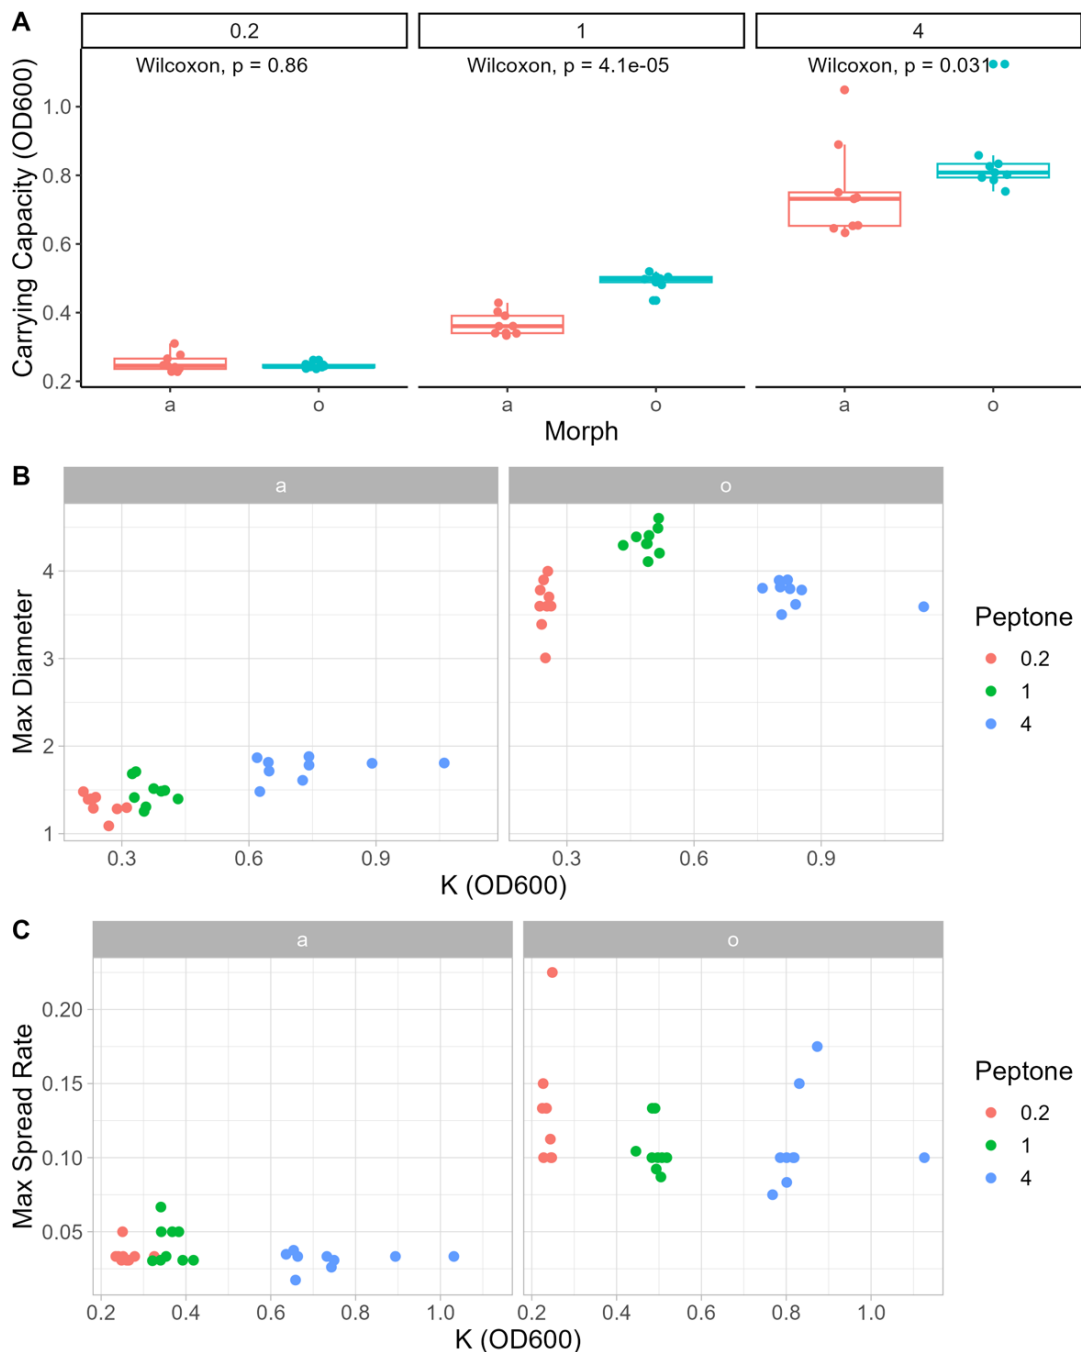 A
0.2 1 4
Wilcoxon, p = 0.86 Wilcoxon, p = 4.1e-05 Wilcoxon, p = 0.031
Carrying Capacity (OD600)
1.0
0.8
0.6
0.4
0.2
a o a o a o
Morph
B
a o
Max Diameter
4
3
2
1
0.3 0.6 0.9 0.3 0.6 0.9
K (OD600)
Peptone
0.2
1
4
C
a o
Max Spread Rate
0.20
0.15
0.10
0.05
0.2 0.4 0.6 0.8 1.0 0.2 0.4 0.6 0.8 1.0
K (OD600)
Peptone
0.2
1
4